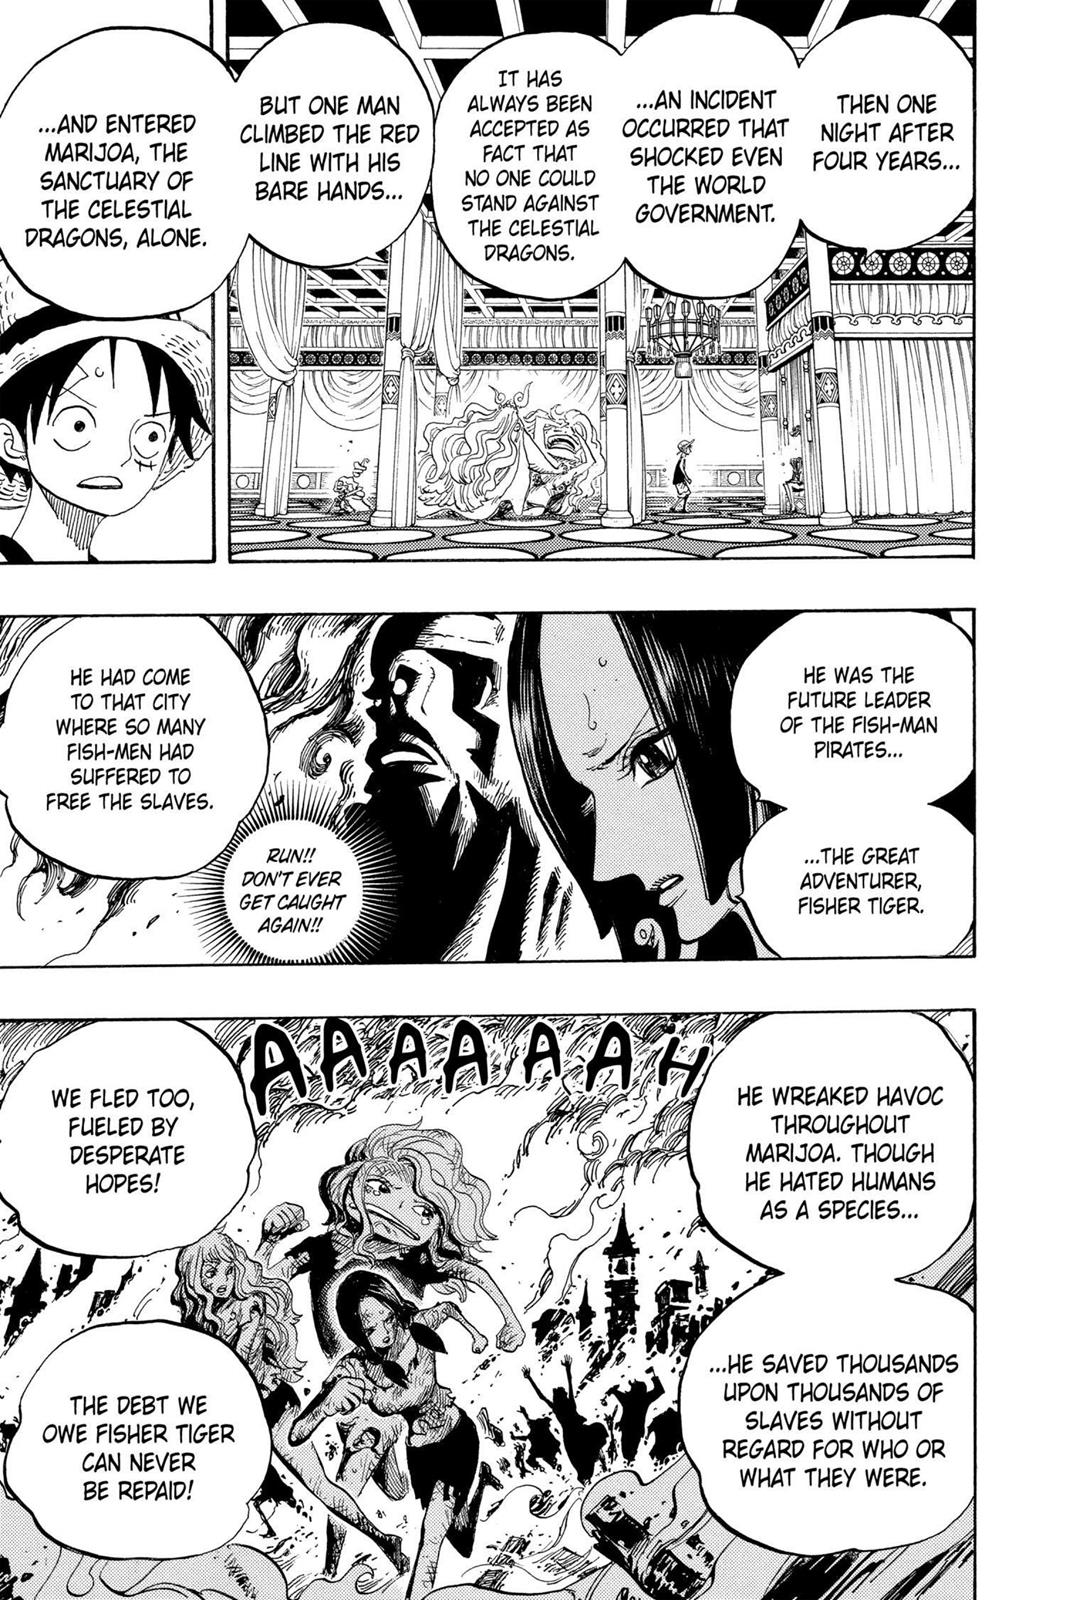 THEN ONE
NIGHT AFTER
FOUR YEARS...
...AN INCIDENT
OCCURRED THAT
SHOCKED EVEN
THE WORLD
GOVERNMENT.
IT HAS
ALWAYS BEEN
ACCEPTED AS
FACT THAT
NO ONE COULD
STAND AGAINST
THE CELESTIAL
DRAGONS.
BUT ONE MAN
CLIMBED THE RED
LINE WITH HIS
BARE HANDS...
...AND ENTERED
MARIJOA, THE
SANCTUARY OF
THE CELESTIAL
DRAGONS, ALONE.
HE WAS THE
FUTURE LEADER
OF THE FISH-MAN
PIRATES...
...THE GREAT
ADVENTURER,
FISHER TIGER.
HE HAD COME
TO THAT CITY
WHERE SO MANY
FISH-MEN HAD
SUFFERED TO
FREE THE SLAVES.
RUN!!
DON'T EVER
GET CAUGHT
AGAIN!!
HE WREAKED HAVOC
THROUGHOUT
MARIJOA. THOUGH
HE HATED HUMANS
AS A SPECIES...
...HE SAVED THOUSANDS
UPON THOUSANDS OF
SLAVES WITHOUT
REGARD FOR WHO OR
WHAT THEY WERE.
AAAAAAH
WE FLED TOO,
FUELED BY
DESPERATE
HOPES!
THE DEBT WE
OWE FISHER TIGER
CAN NEVER
BE REPAID!